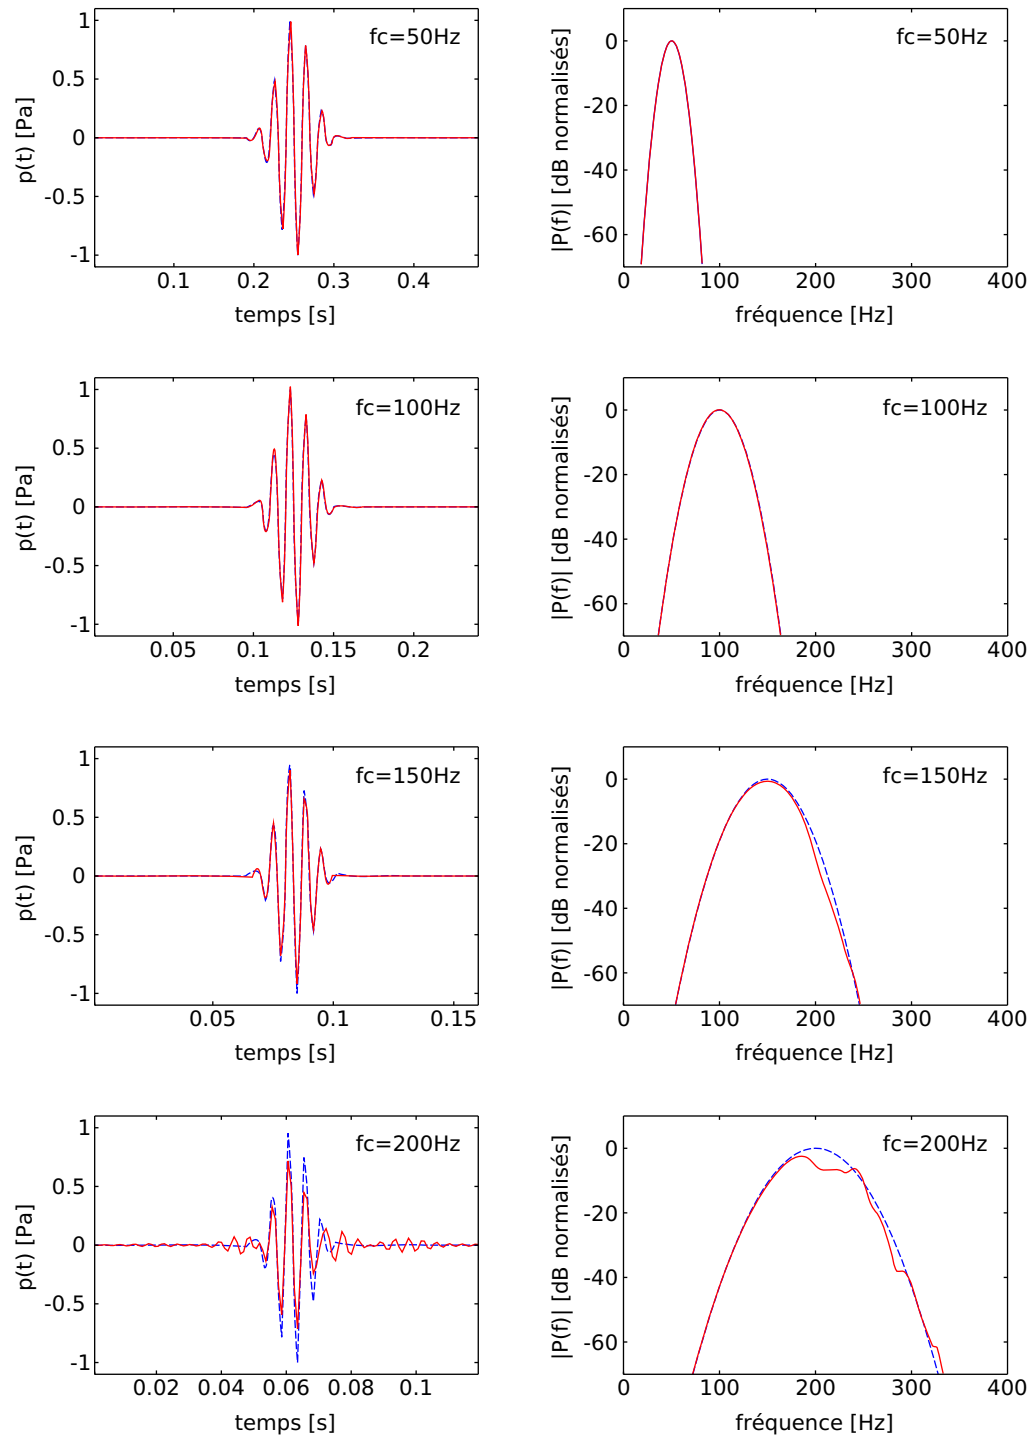 p(t) [Pa]
1
0.5
0
-0.5
-1
fc=50Hz
0.1 0.2 0.3 0.4
temps [s]
|P(f)| [dB normalisés]
0
-20
-40
-60
fc=50Hz
0 100 200 300 400
fréquence [Hz]
p(t) [Pa]
1
0.5
0
-0.5
-1
fc=100Hz
0.05 0.1 0.15 0.2
temps [s]
|P(f)| [dB normalisés]
0
-20
-40
-60
fc=100Hz
0 100 200 300 400
fréquence [Hz]
p(t) [Pa]
1
0.5
0
-0.5
-1
fc=150Hz
0.05 0.1 0.15
temps [s]
|P(f)| [dB normalisés]
0
-20
-40
-60
fc=150Hz
0 100 200 300 400
fréquence [Hz]
p(t) [Pa]
1
0.5
0
-0.5
-1
fc=200Hz
0.02 0.04 0.06 0.08 0.1
temps [s]
|P(f)| [dB normalisés]
0
-20
-40
-60
fc=200Hz
0 100 200 300 400
fréquence [Hz]